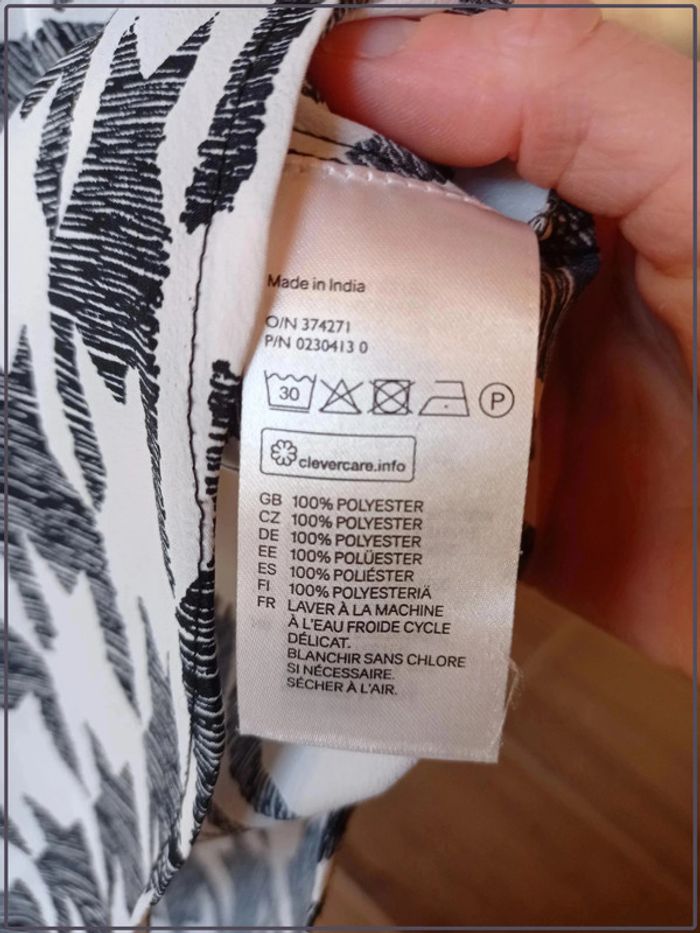 Made in India
O/N 374271
P/N 0230413 0
30 P
clevercare.info
GB 100% POLYESTER
CZ 100% POLYESTER
DE 100% POLYESTER
EE 100% POLÜESTER
ES 100% POLIÉSTER
FI 100% POLYESTERIÄ
FR LAVER À LA MACHINE
À L'EAU FROIDE CYCLE
DÉLICAT.
BLANCHIR SANS CHLORE
SI NÉCESSAIRE.
SÉCHER À L'AIR.